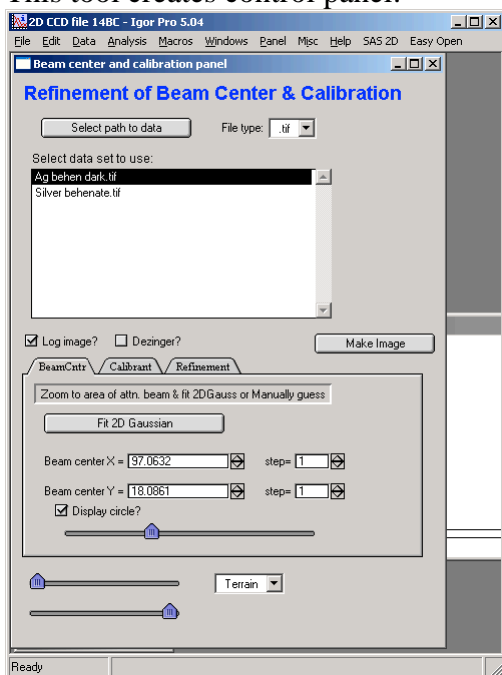 This tool creates control panel:
2D CCD file 14BC - Igor Pro 5.04
File Edit Data Analysis Macros Windows Panel Misc Help SAS 2D Easy Open
Beam center and calibration panel
Refinement of Beam Center & Calibration
Select path to data File type: .tif
Select data set to use:
Ag behen dark.tif
Silver behenate.tif
Log image? Dezinger? Make Image
BeamCntr Calibrant Refinement
Zoom to area of attn. beam & fit 2DGauss or Manually guess
Fit 2D Gaussian
Beam center X = 97.0632 step= 1
Beam center Y = 18.0861 step= 1
Display circle?
Terrain
Ready